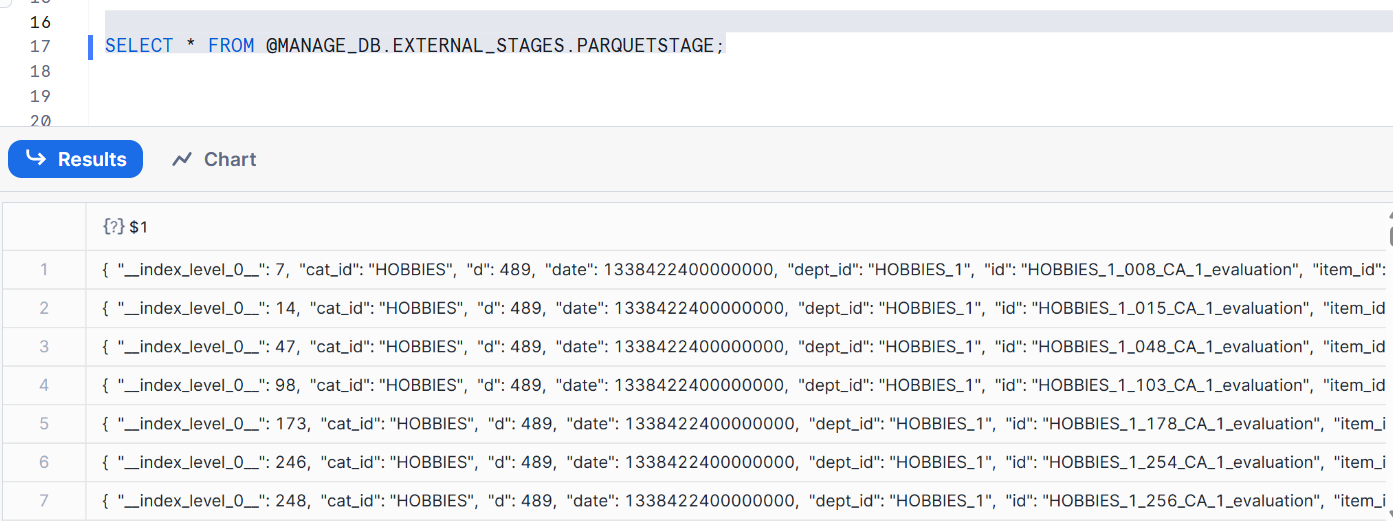 16
17 SELECT * FROM @MANAGE_DB.EXTERNAL_STAGES.PARQUETSTAGE;
18
19
20
Results Chart
{?} $1
1 { "__index_level_0__": 7, "cat_id": "HOBBIES", "d": 489, "date": 1338422400000000, "dept_id": "HOBBIES_1", "id": "HOBBIES_1_008_CA_1_evaluation", "item_id":
2 { "__index_level_0__": 14, "cat_id": "HOBBIES", "d": 489, "date": 1338422400000000, "dept_id": "HOBBIES_1", "id": "HOBBIES_1_015_CA_1_evaluation", "item_id
3 { "__index_level_0__": 47, "cat_id": "HOBBIES", "d": 489, "date": 1338422400000000, "dept_id": "HOBBIES_1", "id": "HOBBIES_1_048_CA_1_evaluation", "item_id
4 { "__index_level_0__": 98, "cat_id": "HOBBIES", "d": 489, "date": 1338422400000000, "dept_id": "HOBBIES_1", "id": "HOBBIES_1_103_CA_1_evaluation", "item_id
5 { "__index_level_0__": 173, "cat_id": "HOBBIES", "d": 489, "date": 1338422400000000, "dept_id": "HOBBIES_1", "id": "HOBBIES_1_178_CA_1_evaluation", "item_i
6 { "__index_level_0__": 246, "cat_id": "HOBBIES", "d": 489, "date": 1338422400000000, "dept_id": "HOBBIES_1", "id": "HOBBIES_1_254_CA_1_evaluation", "item_i
7 { "__index_level_0__": 248, "cat_id": "HOBBIES", "d": 489, "date": 1338422400000000, "dept_id": "HOBBIES_1", "id": "HOBBIES_1_256_CA_1_evaluation", "item_i